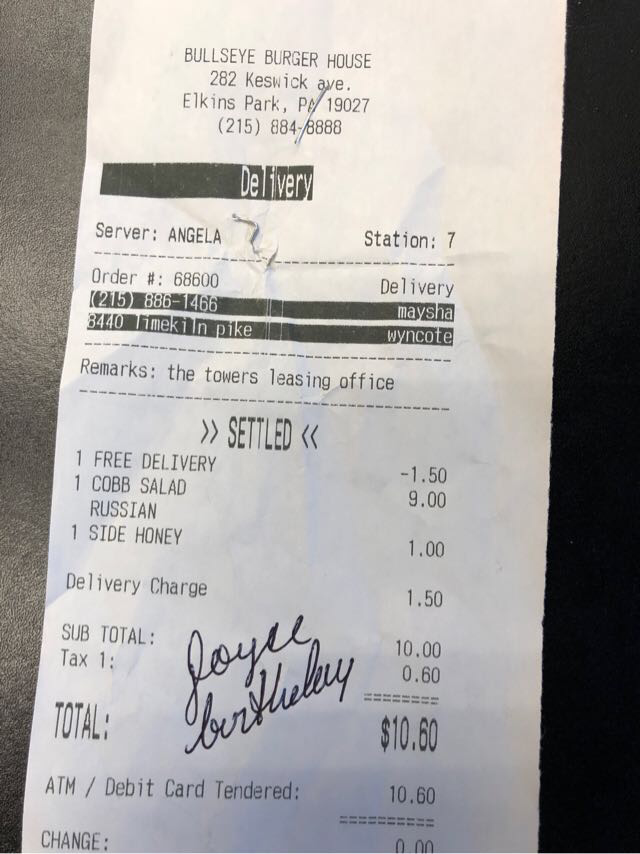 BULLSEYE BURGER HOUSE
282 Keswick ave.
Elkins Park, PA 19027
(215) 884-8888
Delivery
Server: ANGELA Station: 7
Order #: 68600 Delivery
(215) 886-1466 maysha
8440 limekiln pike wyncote
Remarks: the towers leasing office
>> SETTLED <<
1 FREE DELIVERY -1.50
1 COBB SALAD 9.00
RUSSIAN
1 SIDE HONEY 1.00
Delivery Charge 1.50
SUB TOTAL: 10.00
Tax 1: 0.60
Joyce
TOTAL: $10.60
ATM / Debit Card Tendered: 10.60
CHANGE: 0.00